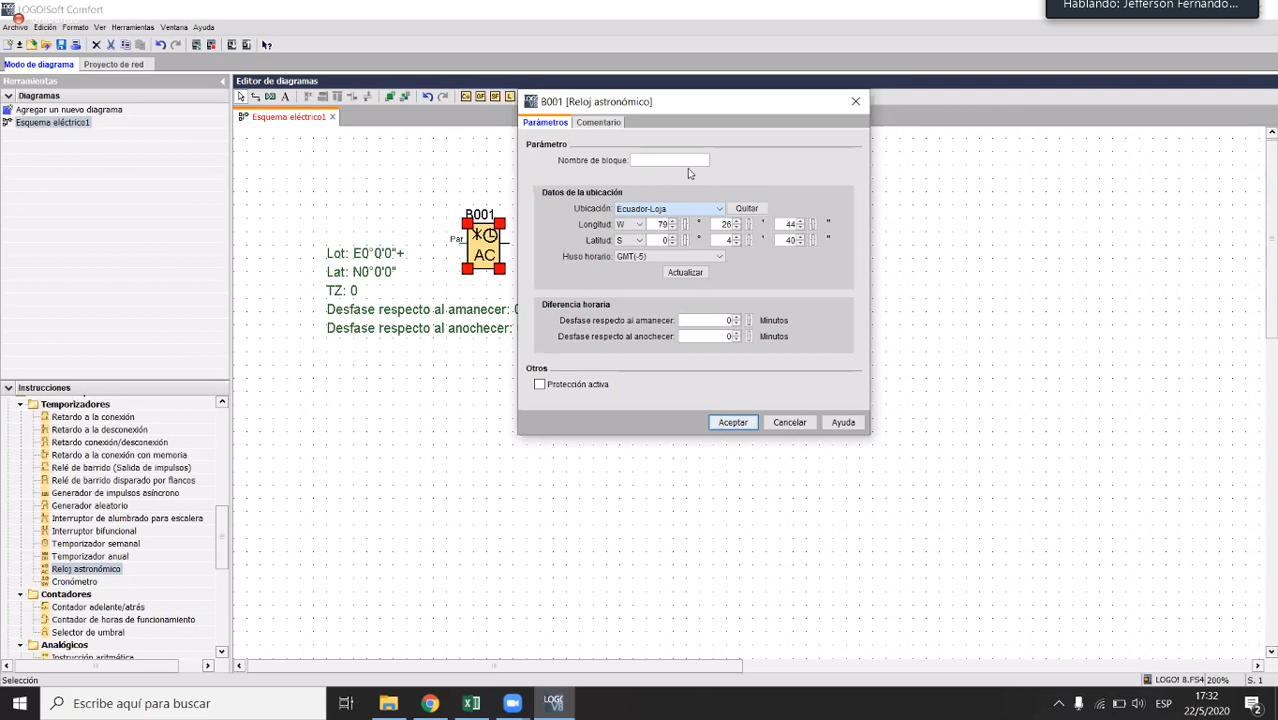 LOGO!Soft Comfort
Hablando: Jefferson Fernando...
Archivo Edición Formato Ver Herramientas Ventana Ayuda
Modo de diagrama Proyecto de red
Herramientas
Editor de diagramas
Diagramas
Agregar un nuevo diagrama
Esquema eléctrico1
Esquema eléctrico1
B001
Par
AC
Lot: E0°0'0"+
Lat: N0°0'0"
TZ: 0
Desfase respecto al amanecer: 0
Desfase respecto al anochecer:
B001 [Reloj astronómico]
Parámetros Comentario
Parámetro
Nombre de bloque:
Datos de la ubicación
Ubicación: Ecuador-Loja Quitar
Longitud: W 79 ° 26 ' 44 "
Latitud: S 0 ° 4 ' 40 "
Huso horario: GMT(-5)
Actualizar
Diferencia horaria
Desfase respecto al amanecer: 0 Minutos
Desfase respecto al anochecer: 0 Minutos
Otros
Protección activa
Aceptar Cancelar Ayuda
Instrucciones
Temporizadores
Retardo a la conexión
Retardo a la desconexión
Retardo conexión/desconexión
Retardo a la conexión con memoria
Relé de barrido (Salida de impulsos)
Relé de barrido disparado por flancos
Generador de impulsos asíncrono
Generador aleatorio
Interruptor de alumbrado para escalera
Interruptor bifuncional
Temporizador semanal
Temporizador anual
Reloj astronómico
Cronómetro
Contadores
Contador adelante/atrás
Contador de horas de funcionamiento
Selector de umbral
Analógicos
Instrucción aritmética
Selección
LOGO! 8.FS4 200% S. 1
Escribe aquí para buscar
ESP
17:32
22/5/2020
2